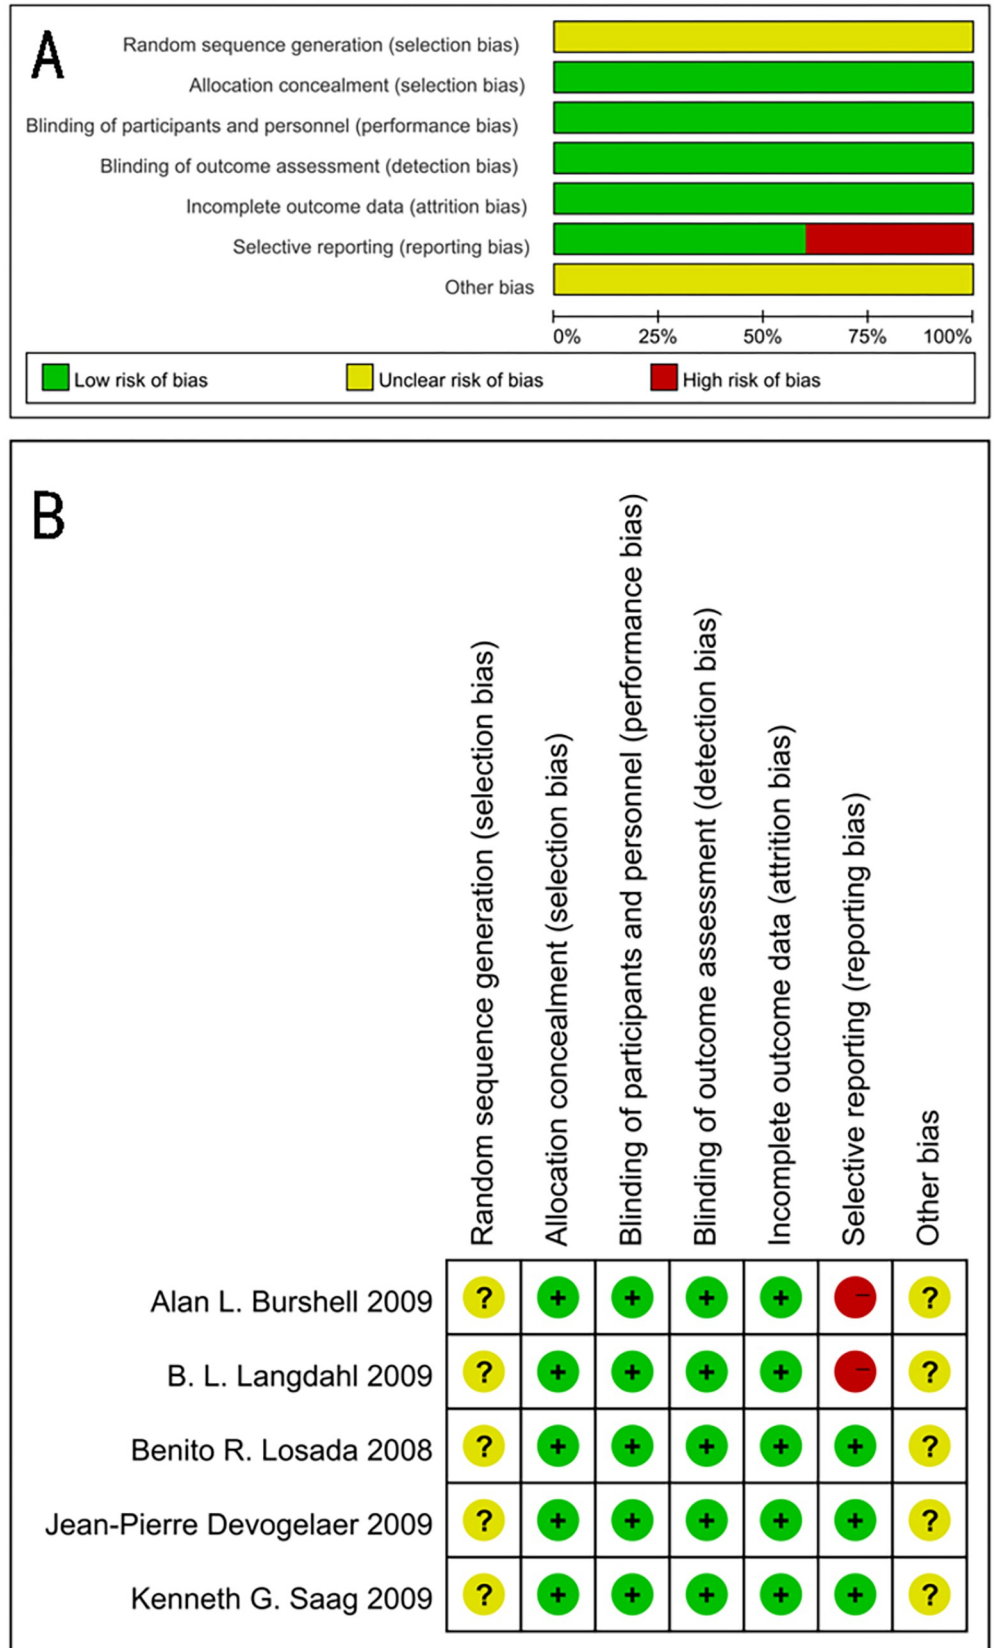 A
Random sequence generation (selection bias)
Allocation concealment (selection bias)
Blinding of participants and personnel (performance bias)
Blinding of outcome assessment (detection bias)
Incomplete outcome data (attrition bias)
Selective reporting (reporting bias)
Other bias
0% 25% 50% 75% 100%
Low risk of bias Unclear risk of bias High risk of bias
B
Random sequence generation (selection bias)
Allocation concealment (selection bias)
Blinding of participants and personnel (performance bias)
Blinding of outcome assessment (detection bias)
Incomplete outcome data (attrition bias)
Selective reporting (reporting bias)
Other bias
Alan L. Burshell 2009 ? + + + + − ?
B. L. Langdahl 2009 ? + + + + − ?
Benito R. Losada 2008 ? + + + + + ?
Jean-Pierre Devogelaer 2009 ? + + + + + ?
Kenneth G. Saag 2009 ? + + + + + ?